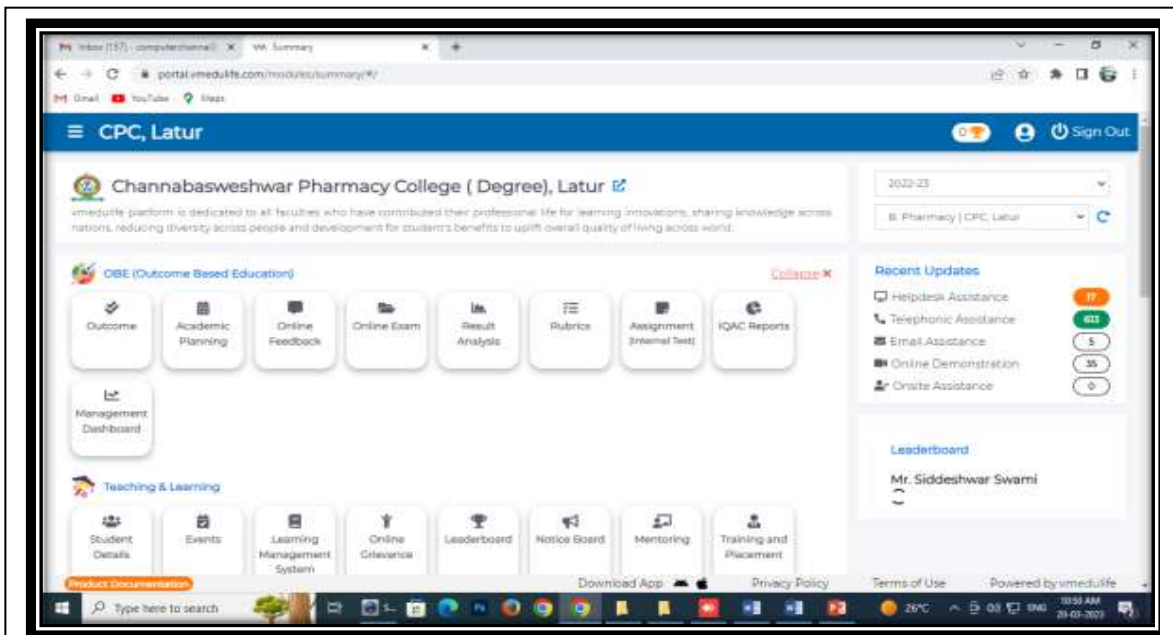 Inbox (157) - computerchannel
Summary
portal.vmedulife.com/modules/summary/#/
Gmail YouTube Maps
CPC, Latur
0
Sign Out
Channabasweshwar Pharmacy College ( Degree), Latur
vmedulife platform is dedicated to all faculties who have contributed their professional life for learning innovations, sharing knowledge across
nations, reducing diversity across people and development for student's benefits to uplift overall quality of living across world.
2022-23
B. Pharmacy | CPC, Latur
OBE (Outcome Based Education)
Collapse
Outcome
Academic
Planning
Online
Feedback
Online Exam
Result
Analysis
Rubrics
Assignment
(Internal Test)
IQAC Reports
Management
Dashboard
Recent Updates
Helpdesk Assistance 17
Telephonic Assistance
Email Assistance 5
Online Demonstration 35
Onsite Assistance 0
Leaderboard
Mr. Siddeshwar Swami
Teaching & Learning
Student
Details
Events
Learning
Management
System
Online
Grievance
Leaderboard
Notice Board
Mentoring
Training and
Placement
Product Documentation
Download App
Privacy Policy
Terms of Use
Powered by vmedulife
Type here to search
26°C
ENG
10:50 AM